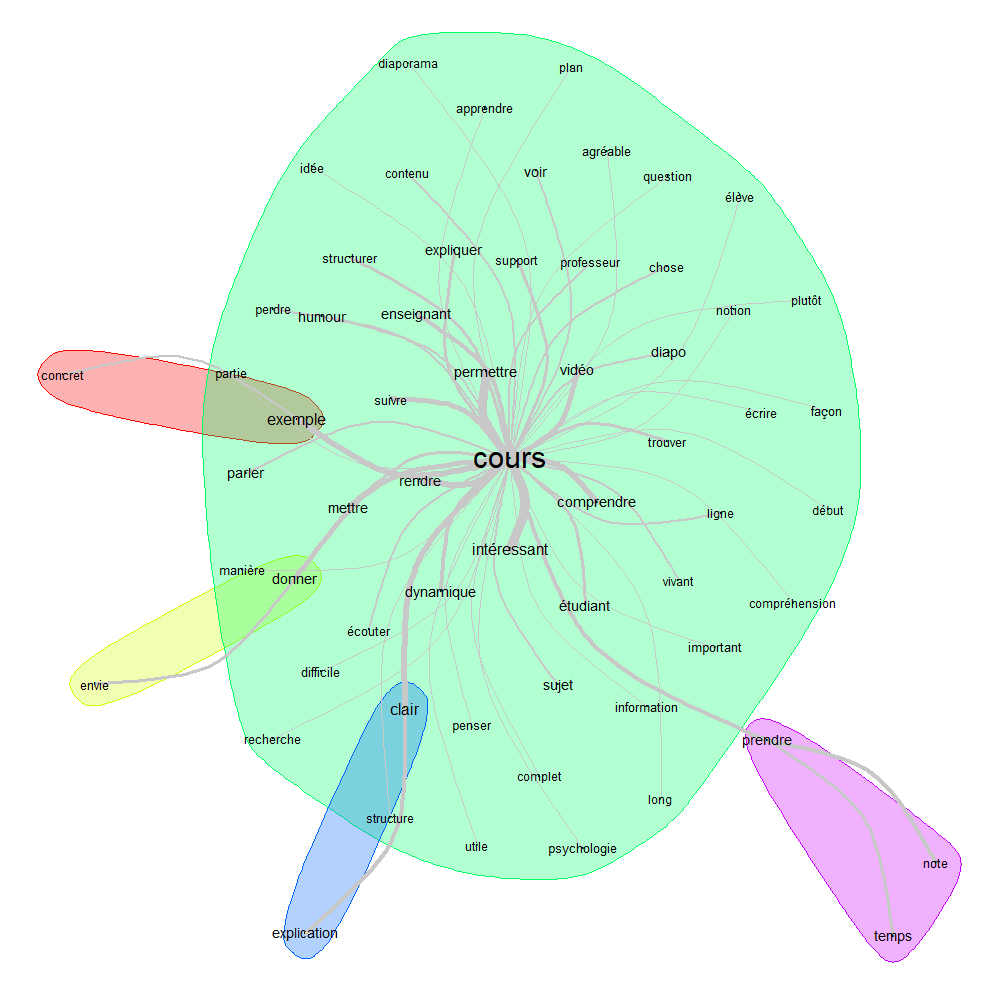 diaporama
plan
apprendre
agréable
idée
contenu
voir
question
élève
expliquer
structurer
support
professeur
chose
plutôt
perdre
humour
enseignant
notion
diapo
concret
partie
permettre
vidéo
suivre
exemple
écrire
façon
trouver
cours
parler
rendre
mettre
comprendre
ligne
début
intéressant
manière
donner
vivant
dynamique
étudiant
compréhension
écouter
important
difficile
envie
sujet
clair
information
penser
recherche
prendre
complet
long
structure
utile
psychologie
note
explication
temps